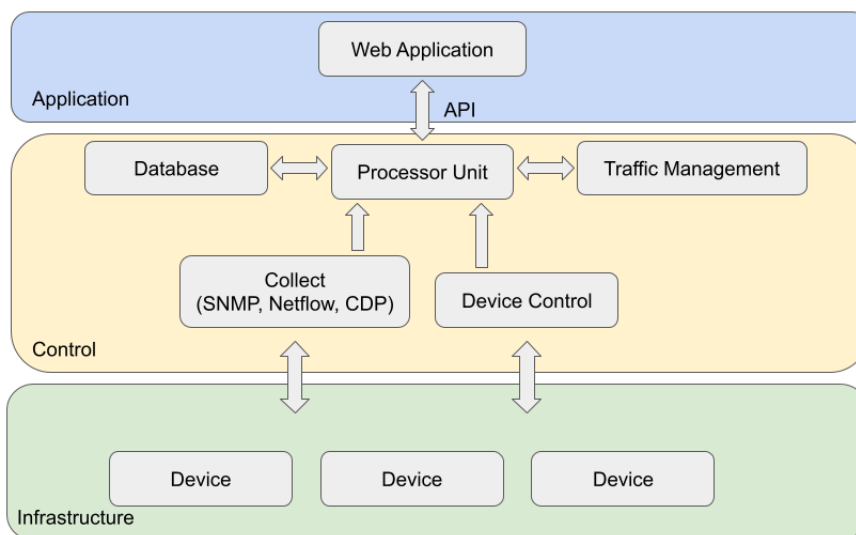 Web Application
Application
API
Database
Processor Unit
Traffic Management
Collect
(SNMP, Netflow, CDP)
Device Control
Control
Device
Device
Device
Infrastructure